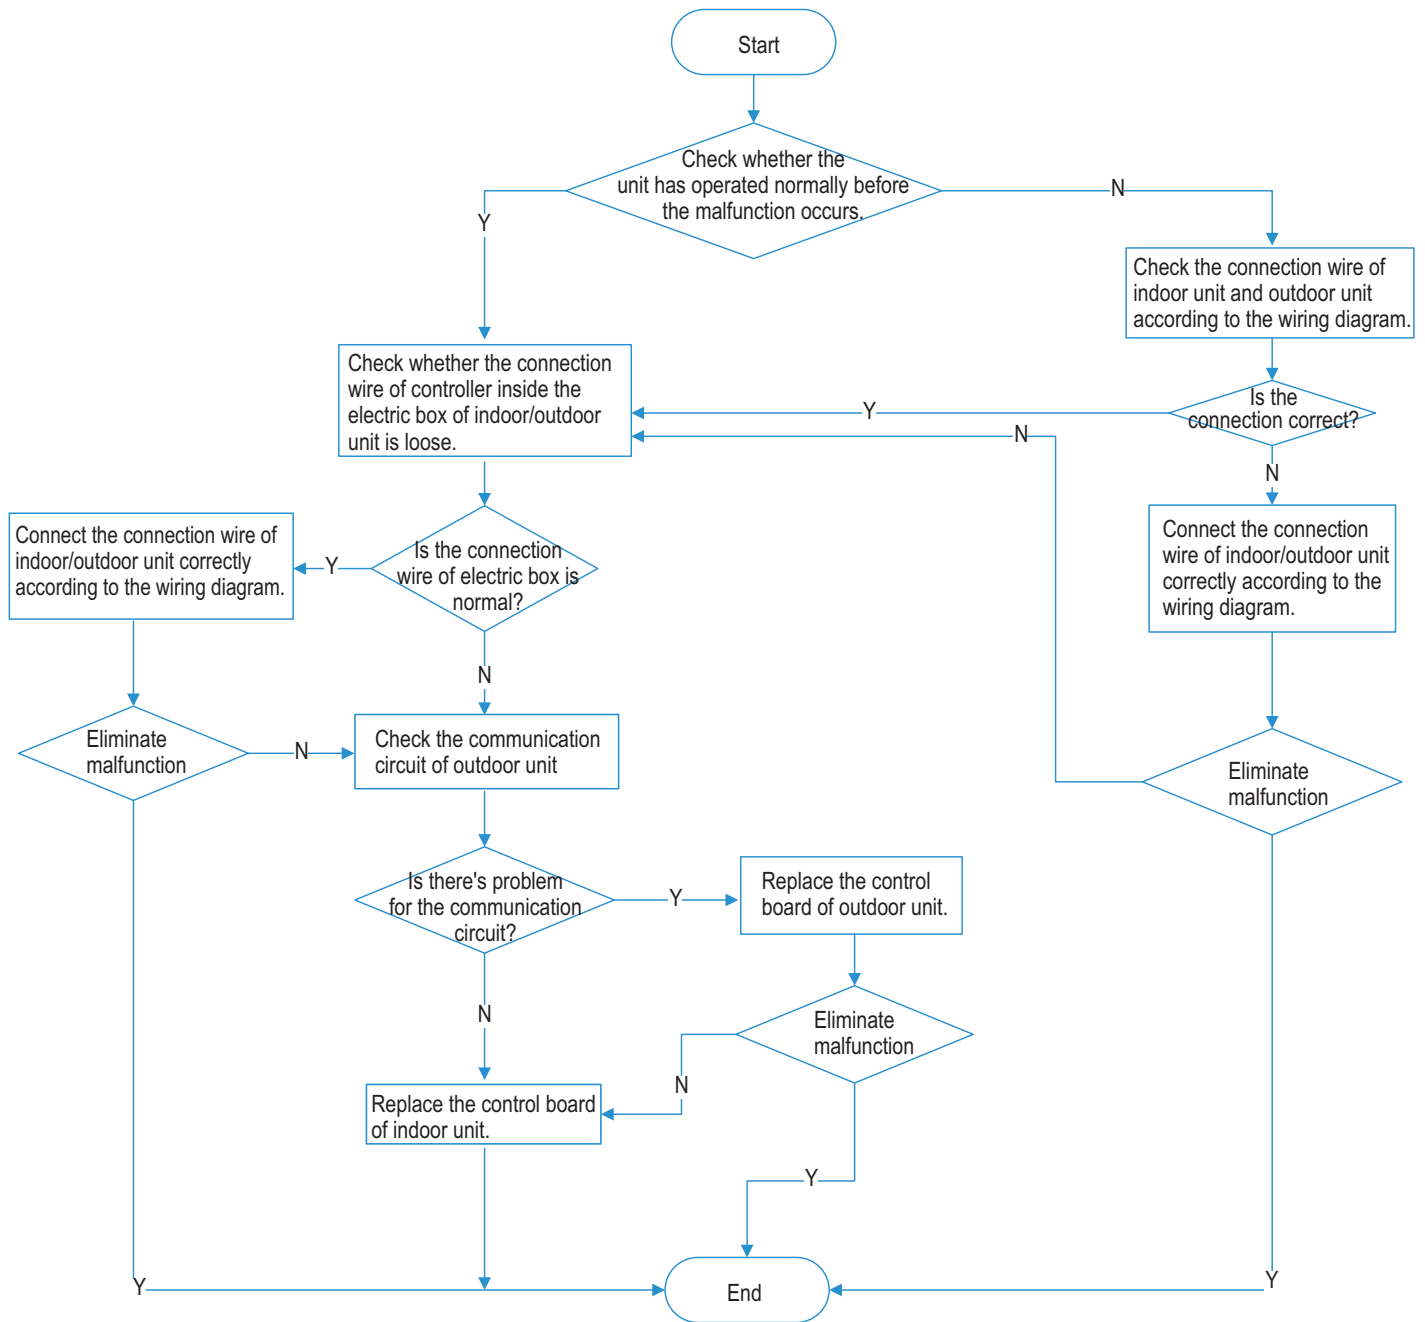 Start
Check whether the
unit has operated normally before
the malfunction occurs.
Y
N
Check the connection wire of
indoor unit and outdoor unit
according to the wiring diagram.
Check whether the connection
wire of controller inside the
electric box of indoor/outdoor
unit is loose.
Y
Is the
connection correct?
N
N
Connect the connection wire of
indoor/outdoor unit correctly
according to the wiring diagram.
Y
Is the connection
wire of electric box is
normal?
Connect the connection
wire of indoor/outdoor unit
correctly according to the
wiring diagram.
N
Eliminate
malfunction
N
Check the communication
circuit of outdoor unit
Eliminate
malfunction
Is there's problem
for the communication
circuit?
Y
Replace the control
board of outdoor unit.
N
Eliminate
malfunction
N
Replace the control board
of indoor unit.
Y
Y
End
Y